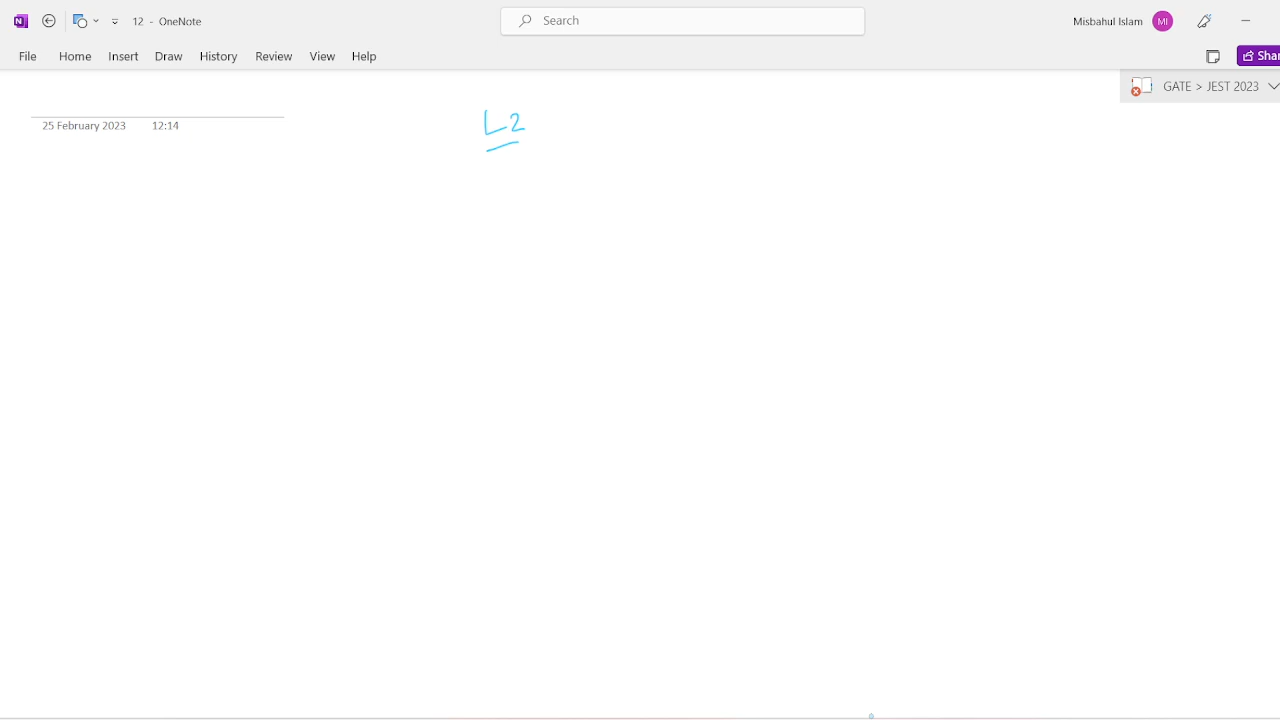 12 - OneNote
Search
Misbahul Islam MI
File Home Insert Draw History Review View Help
Shar
GATE > JEST 2023
25 February 2023 12:14
L2